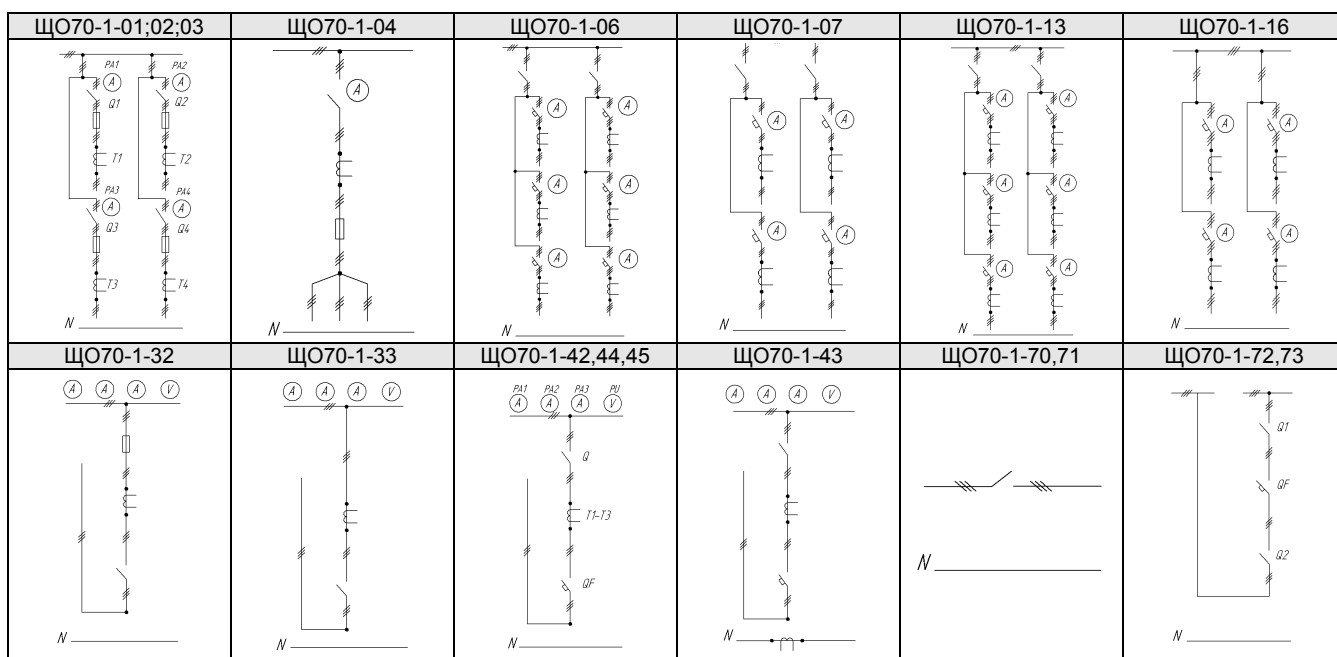 ЩО70-1-01;02;03 ЩО70-1-04 ЩО70-1-06 ЩО70-1-07 ЩО70-1-13 ЩО70-1-16
PA1 PA2
A A
Q1 Q2
T1 T2
PA3 PA4
A A
Q3 Q4
T3 T4
N
A
N
A A
A A
A A
N
A A
A A
N
A A
A A
A A
N
A A
A A
N
ЩО70-1-32 ЩО70-1-33 ЩО70-1-42,44,45 ЩО70-1-43 ЩО70-1-70,71 ЩО70-1-72,73
A A A V
N
A A A V
N
PA1 PA2 PA3 PU
A A A V
Q
T1-T3
QF
N
A A A V
N
N
Q1
QF
Q2
N